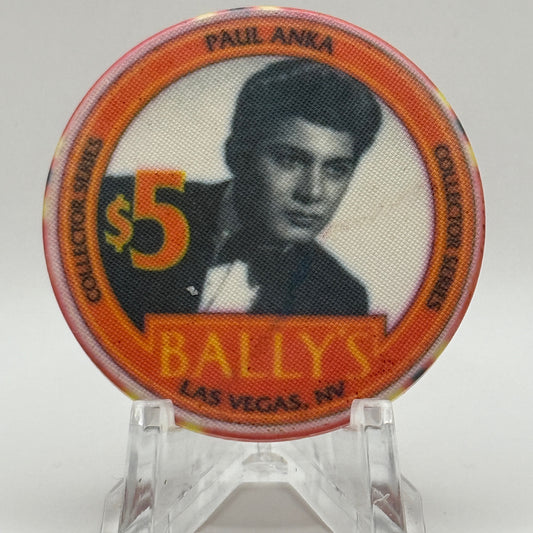 PAUL ANKA
COLLECTOR SERIES
COLLECTOR SERIES
$5
BALLY'S
LAS VEGAS, NV